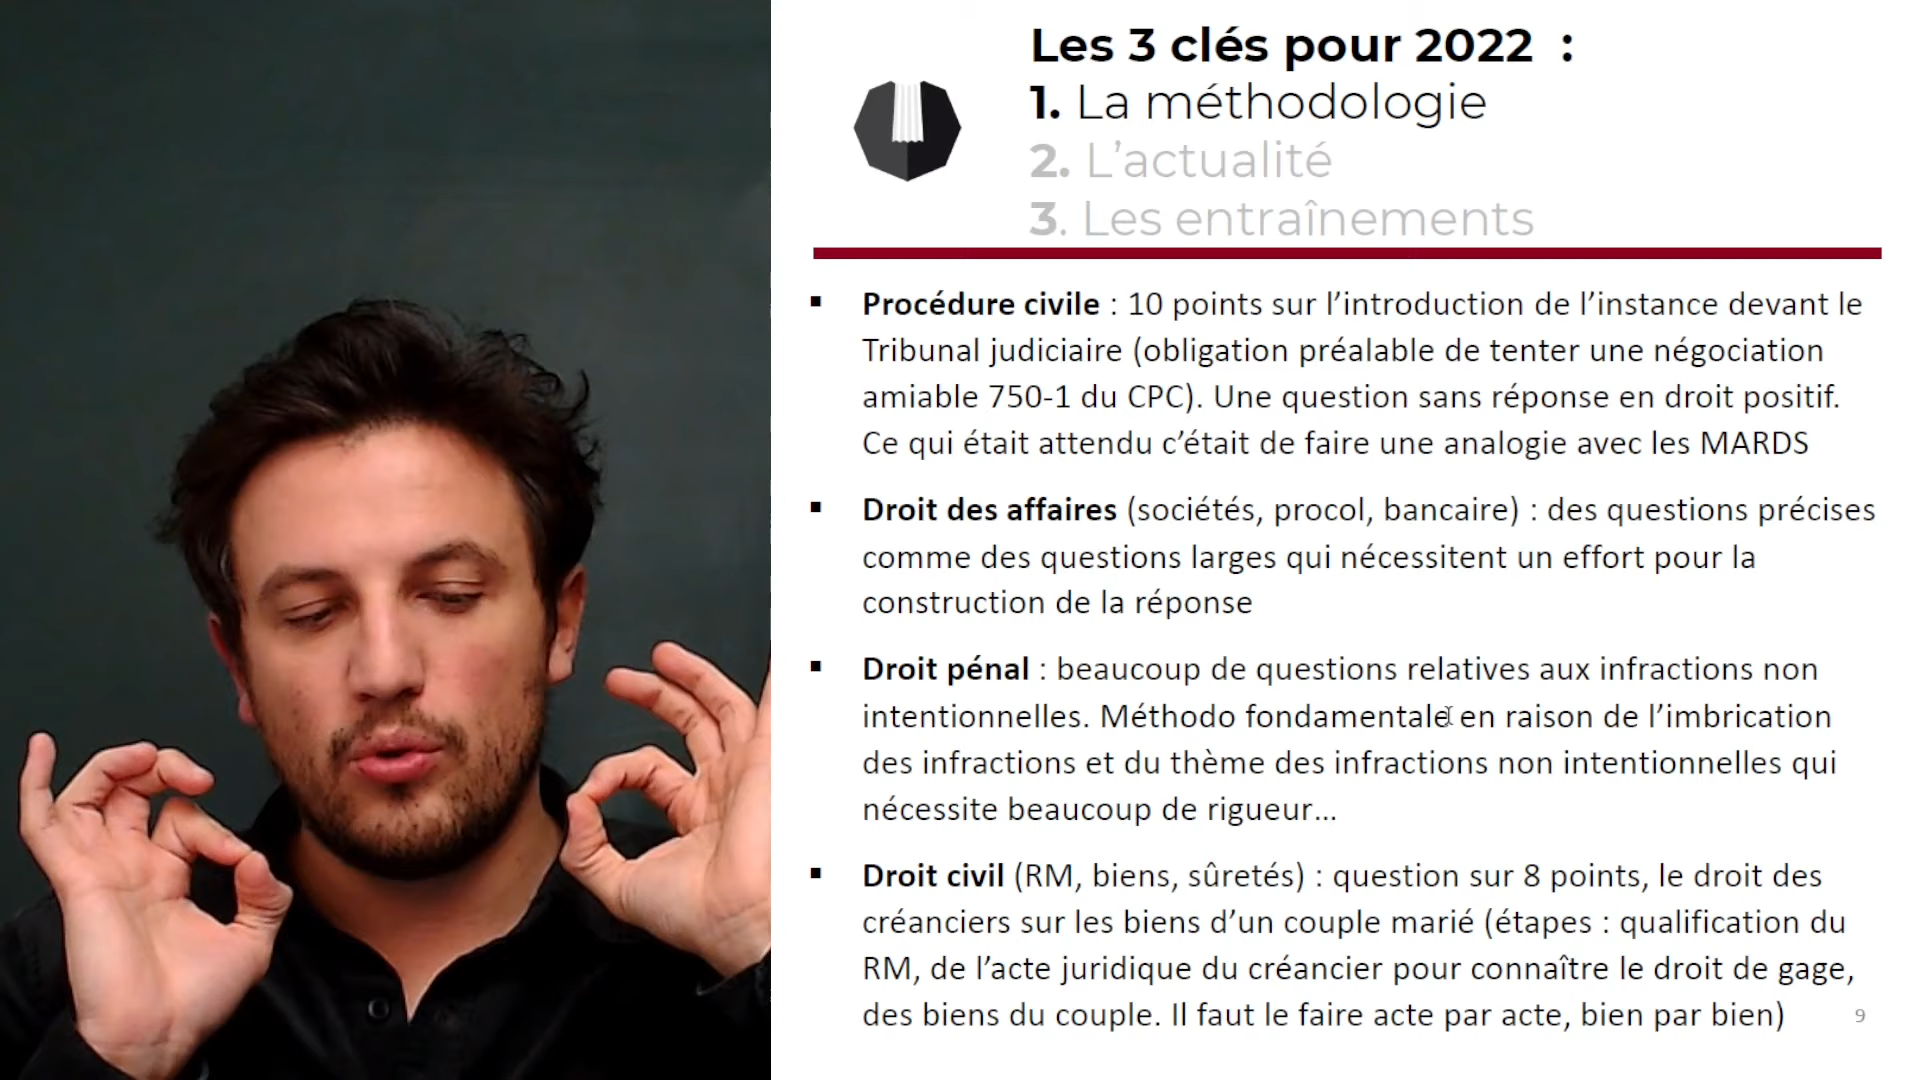 Les 3 clés pour 2022 :
1. La méthodologie
2. L’actualité
3. Les entraînements
▪ Procédure civile : 10 points sur l’introduction de l’instance devant le
Tribunal judiciaire (obligation préalable de tenter une négociation
amiable 750-1 du CPC). Une question sans réponse en droit positif.
Ce qui était attendu c’était de faire une analogie avec les MARDS
▪ Droit des affaires (sociétés, procol, bancaire) : des questions précises
comme des questions larges qui nécessitent un effort pour la
construction de la réponse
▪ Droit pénal : beaucoup de questions relatives aux infractions non
intentionnelles. Méthodo fondamentale en raison de l’imbrication
des infractions et du thème des infractions non intentionnelles qui
nécessite beaucoup de rigueur…
▪ Droit civil (RM, biens, sûretés) : question sur 8 points, le droit des
créanciers sur les biens d’un couple marié (étapes : qualification du
RM, de l’acte juridique du créancier pour connaître le droit de gage,
des biens du couple. Il faut le faire acte par acte, bien par bien)
9